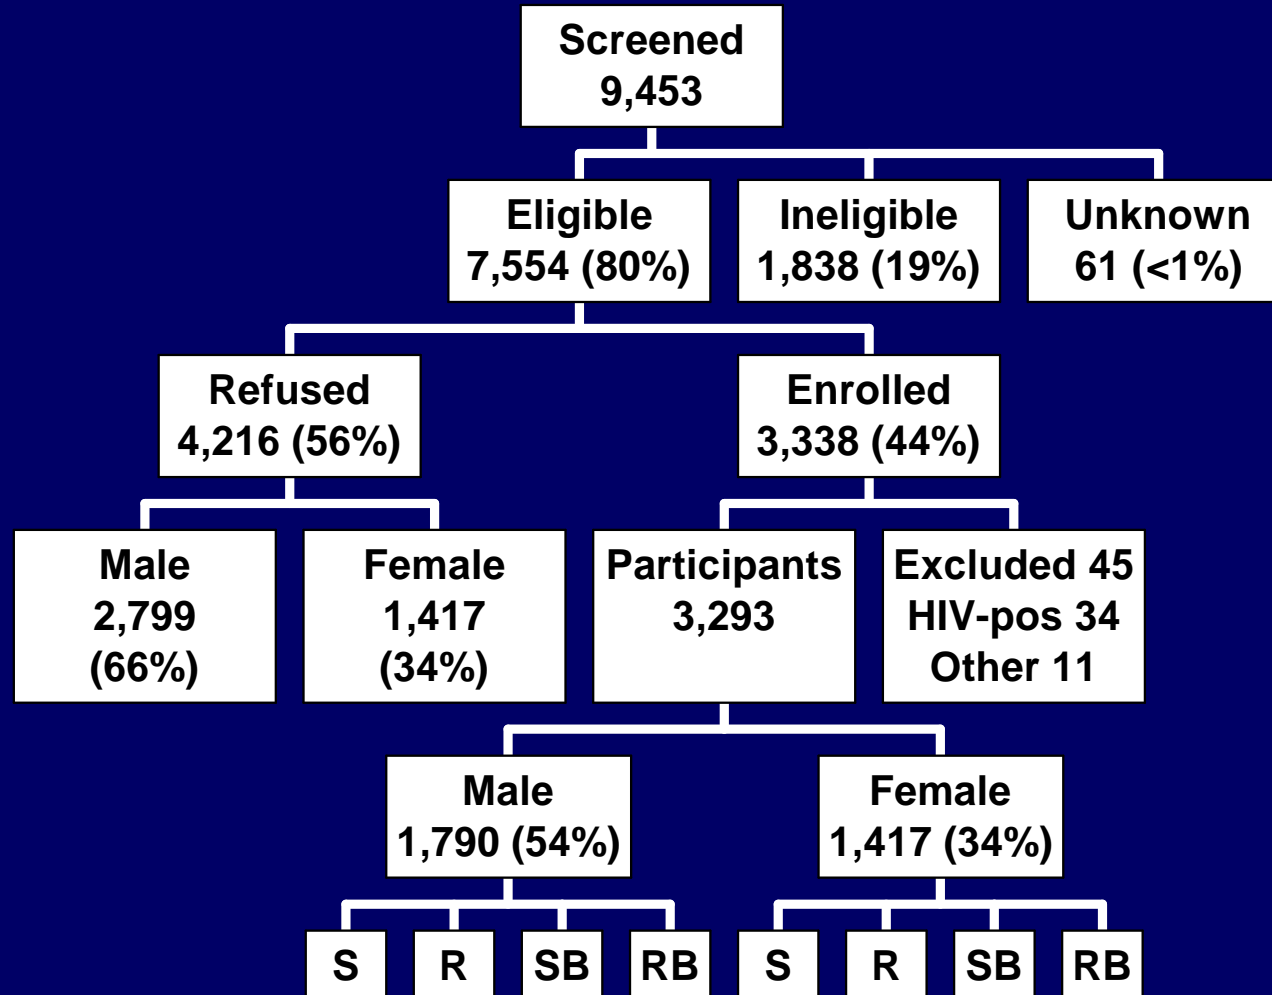 Screened
9,453
Eligible
7,554 (80%)
Ineligible
1,838 (19%)
Unknown
61 (<1%)
Refused
4,216 (56%)
Enrolled
3,338 (44%)
Male
2,799
(66%)
Female
1,417
(34%)
Participants
3,293
Excluded 45
HIV-pos 34
Other 11
Male
1,790 (54%)
Female
1,417 (34%)
S
R
SB
RB
S
R
SB
RB